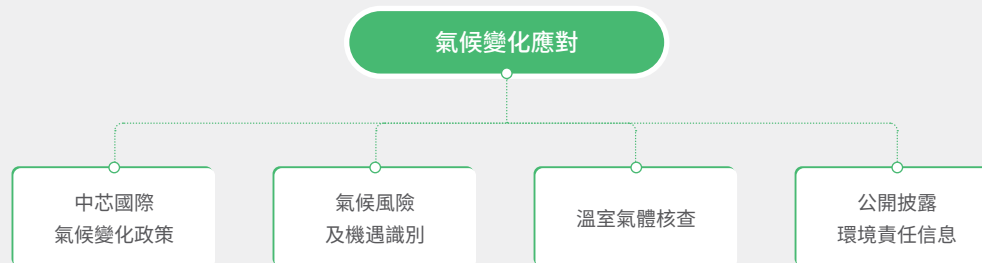 氣候變化應對
中芯國際
氣候變化政策
氣候風險
及機遇識別
溫室氣體核查
公開披露
環境責任信息